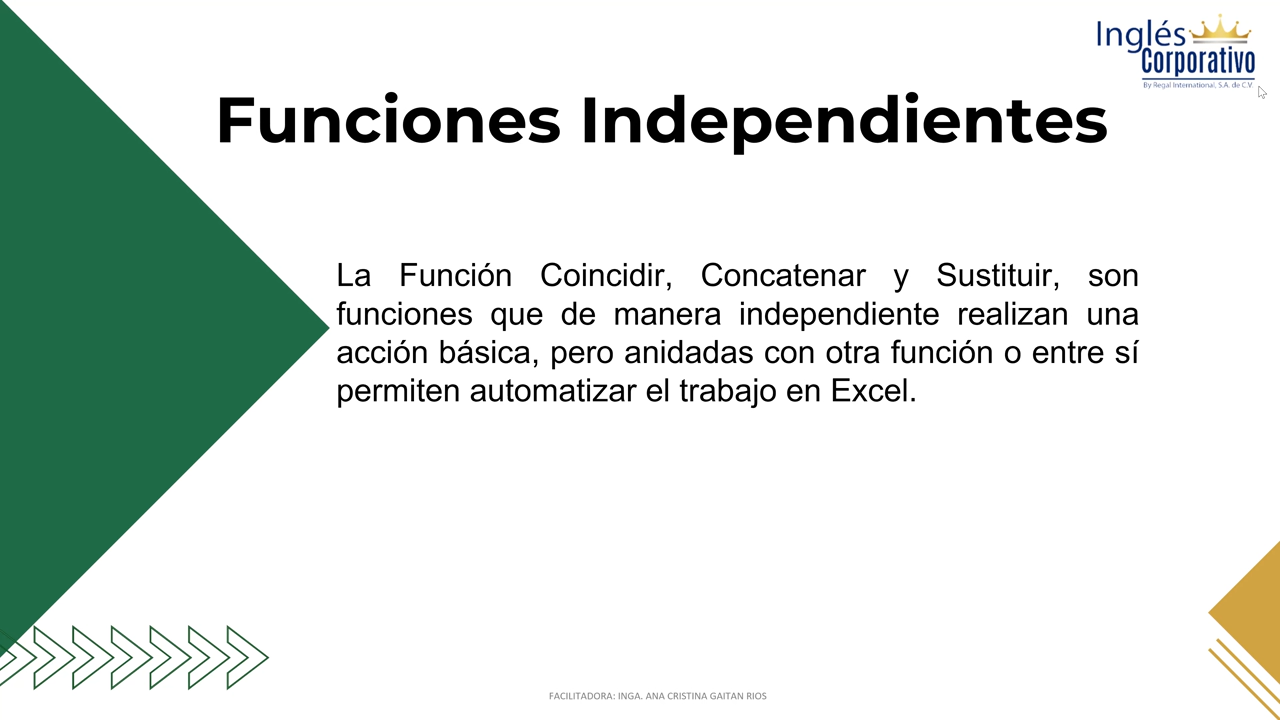 Inglés
Corporativo
By Regal International, S.A. de C.V.
Funciones Independientes
La Función Coincidir, Concatenar y Sustituir, son
funciones que de manera independiente realizan una
acción básica, pero anidadas con otra función o entre sí
permiten automatizar el trabajo en Excel.
FACILITADORA: INGA. ANA CRISTINA GAITAN RIOS